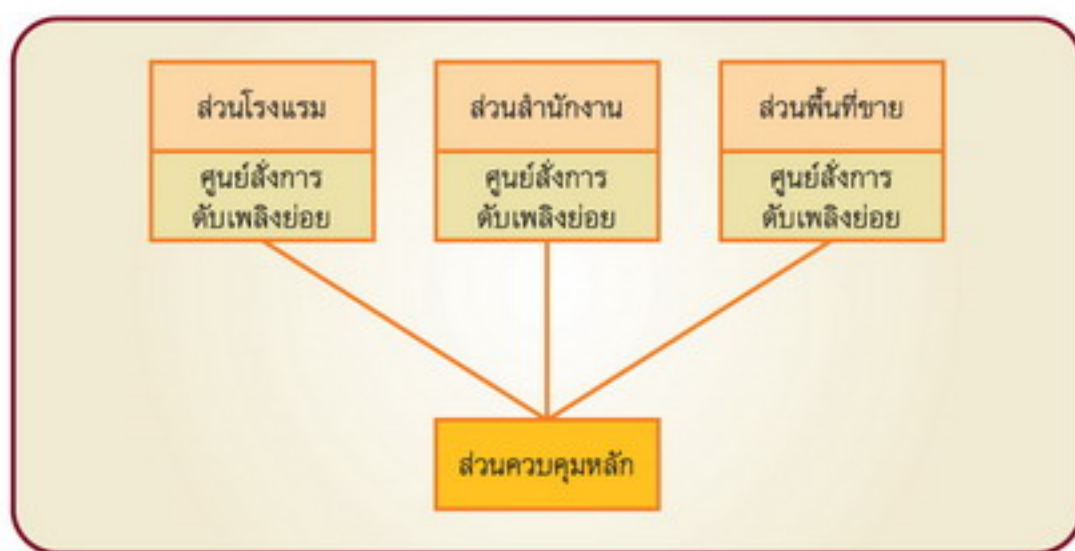 ส่วนโรงแรม
ศูนย์สั่งการ
ดับเพลิงย่อย
ส่วนสำนักงาน
ศูนย์สั่งการ
ดับเพลิงย่อย
ส่วนพื้นที่ขาย
ศูนย์สั่งการ
ดับเพลิงย่อย
ส่วนควบคุมหลัก